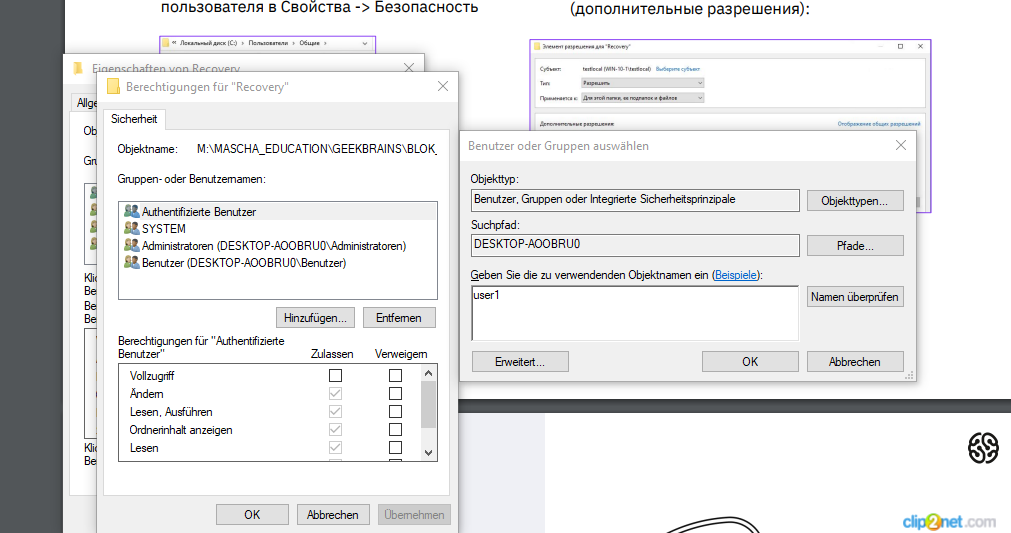 пользователя в Свойства -> Безопасность
(дополнительные разрешения):
Локальный диск (C:) › Пользователи › Общие ›
Элемент разрешения для "Recovery"
Субъект: testlocal (WIN-10-1\testlocal) Выберите субъект
Тип: Разрешить
Применяется к: Для этой папки, ее подпапок и файлов
Дополнительные разрешения: Отображение общих разрешений
Eigenschaften von Recovery
Allge
Ob
Gru
Klic
Be
Be
Be
Klic
Be
Berechtigungen für "Recovery"
Sicherheit
Objektname: M:\MASCHA_EDUCATION\GEEKBRAINS\BLOK_
Gruppen- oder Benutzernamen:
Authentifizierte Benutzer
SYSTEM
Administratoren (DESKTOP-AOOBRU0\Administratoren)
Benutzer (DESKTOP-AOOBRU0\Benutzer)
Hinzufügen... Entfernen
Berechtigungen für "Authentifizierte
Benutzer" Zulassen Verweigern
Vollzugriff
Ändern
Lesen, Ausführen
Ordnerinhalt anzeigen
Lesen
OK Abbrechen Übernehmen
Benutzer oder Gruppen auswählen
Objekttyp:
Benutzer, Gruppen oder Integrierte Sicherheitsprinzipale Objekttypen...
Suchpfad:
DESKTOP-AOOBRU0 Pfade...
Geben Sie die zu verwendenden Objektnamen ein (Beispiele):
user1 Namen überprüfen
Erweitert... OK Abbrechen
clip2net.com